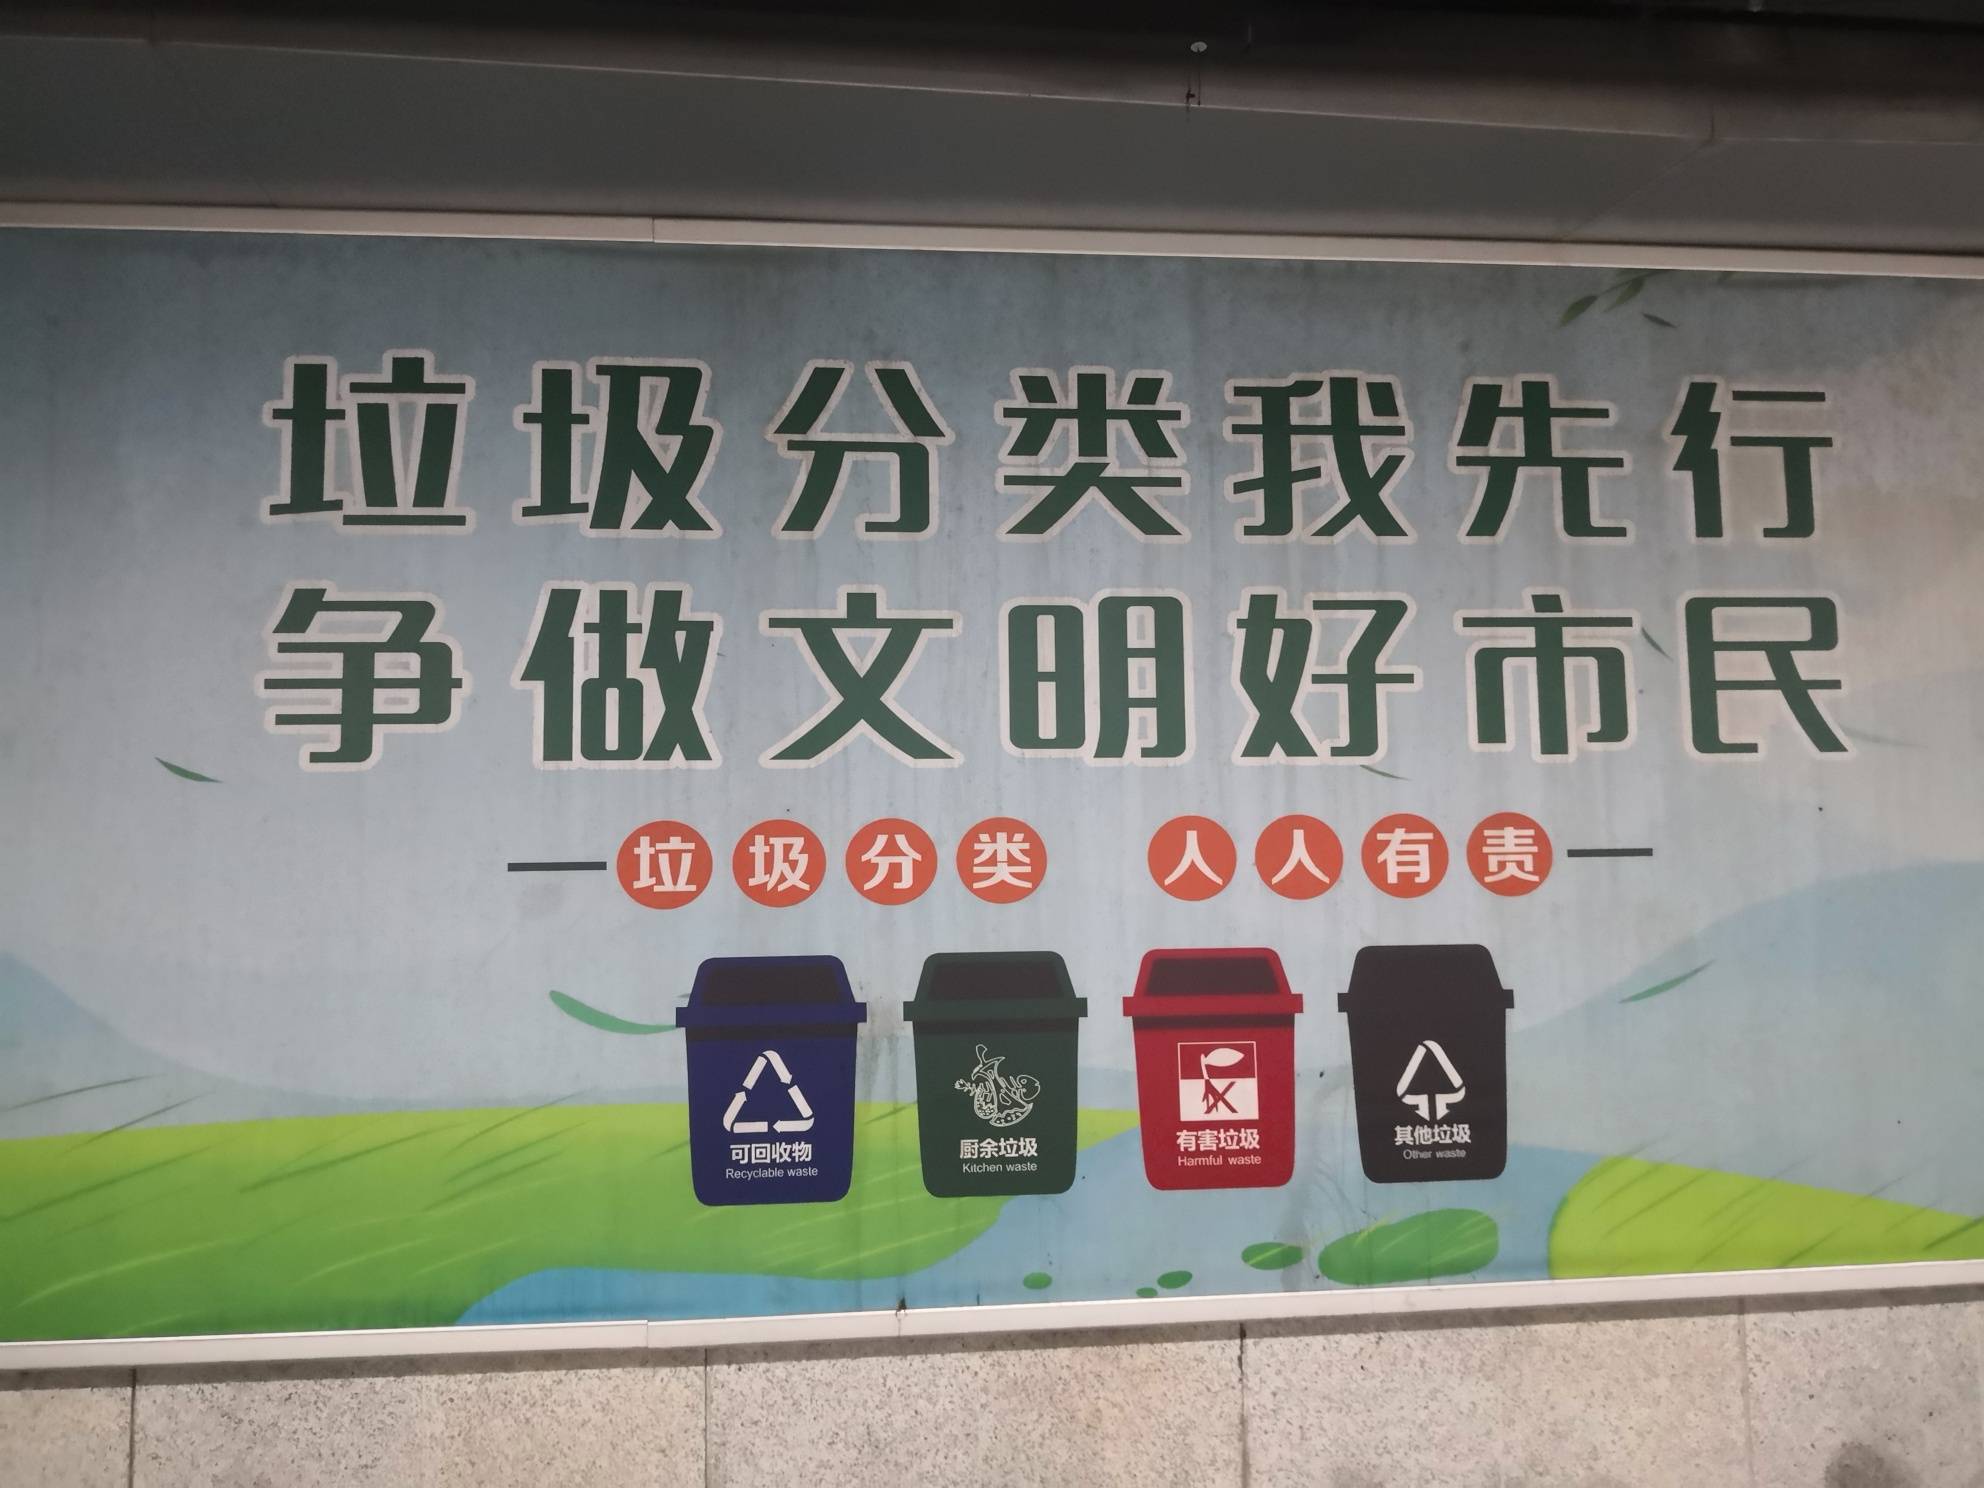 垃圾分类我先行
争做文明好市民
垃圾分类 人人有责
可回收物
Recyclable waste
厨余垃圾
Kitchen waste
有害垃圾
Harmful waste
其他垃圾
Other waste